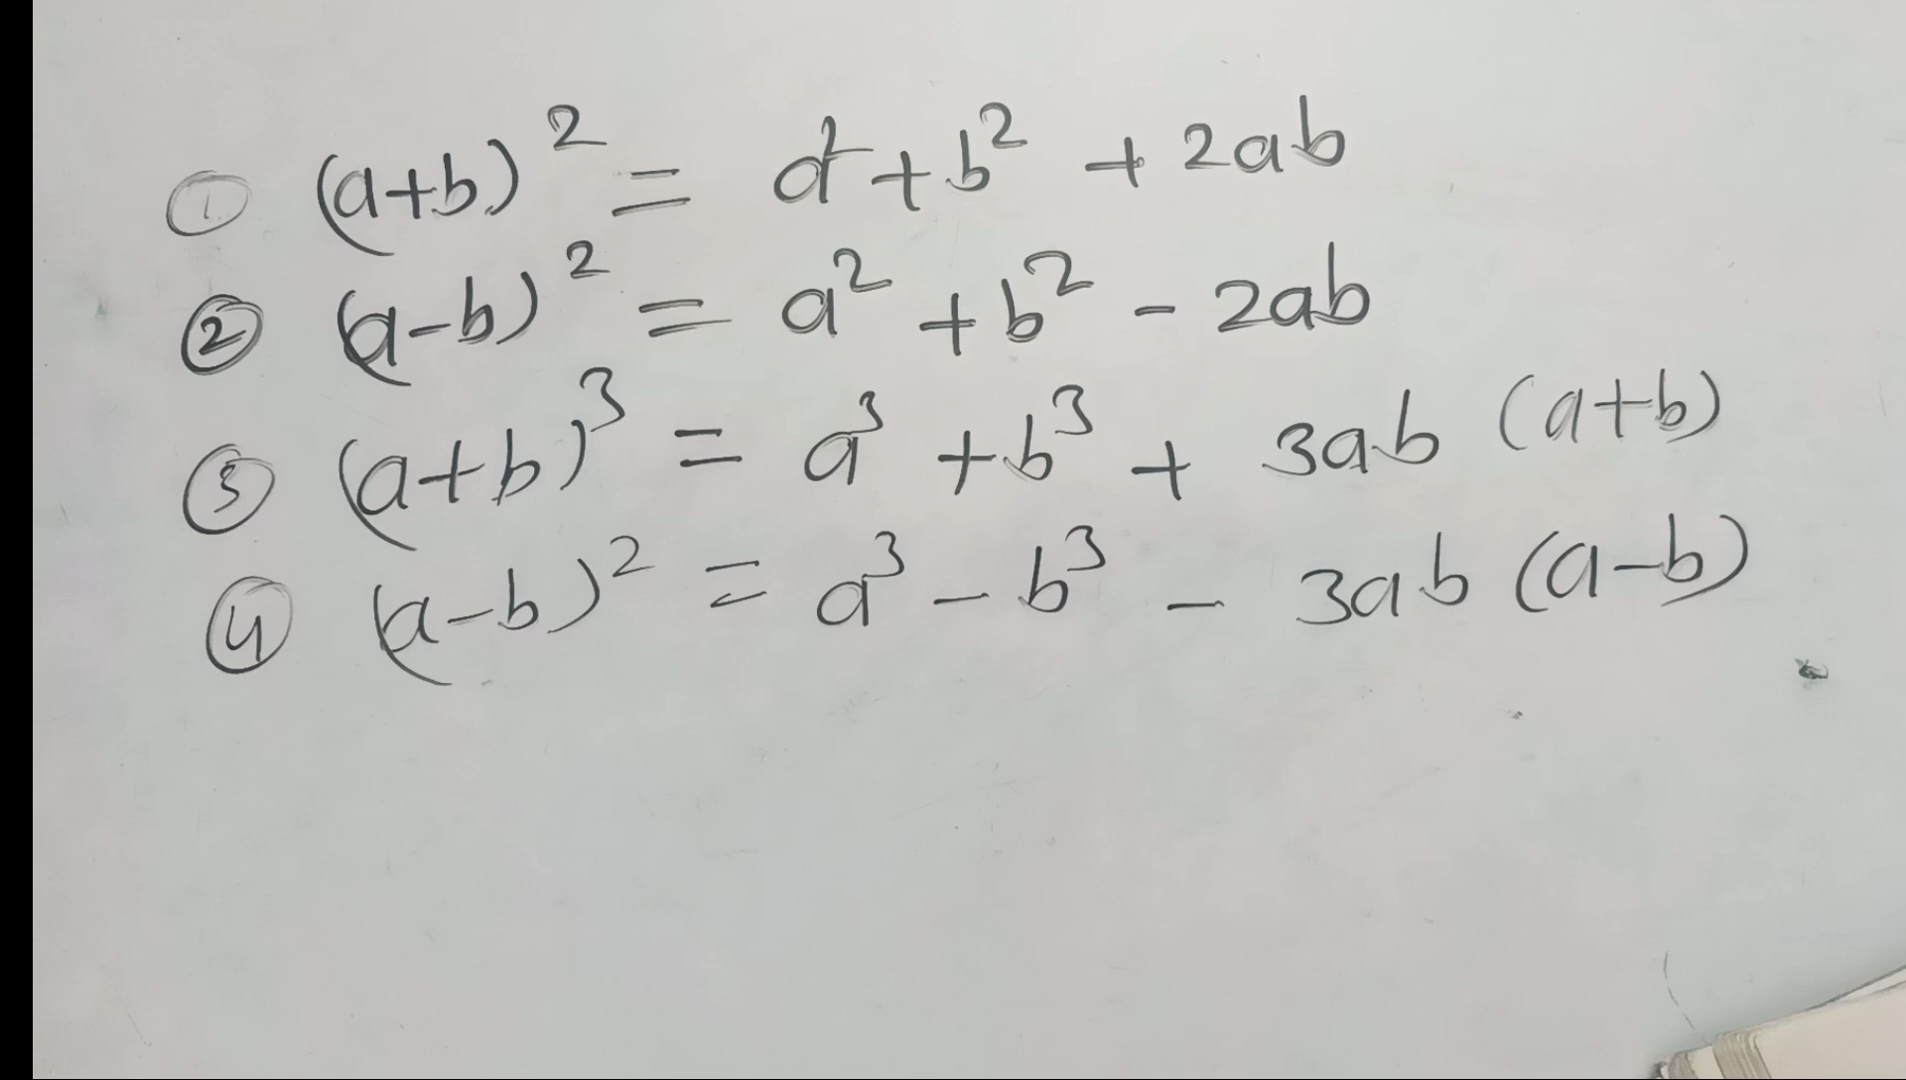 ① (a+b)² = a²+b² + 2ab
② (a-b)² = a² + b² - 2ab
③ (a+b)³ = a³ + b³ + 3ab (a+b)
④ (a-b)² = a³ - b³ - 3ab (a-b)